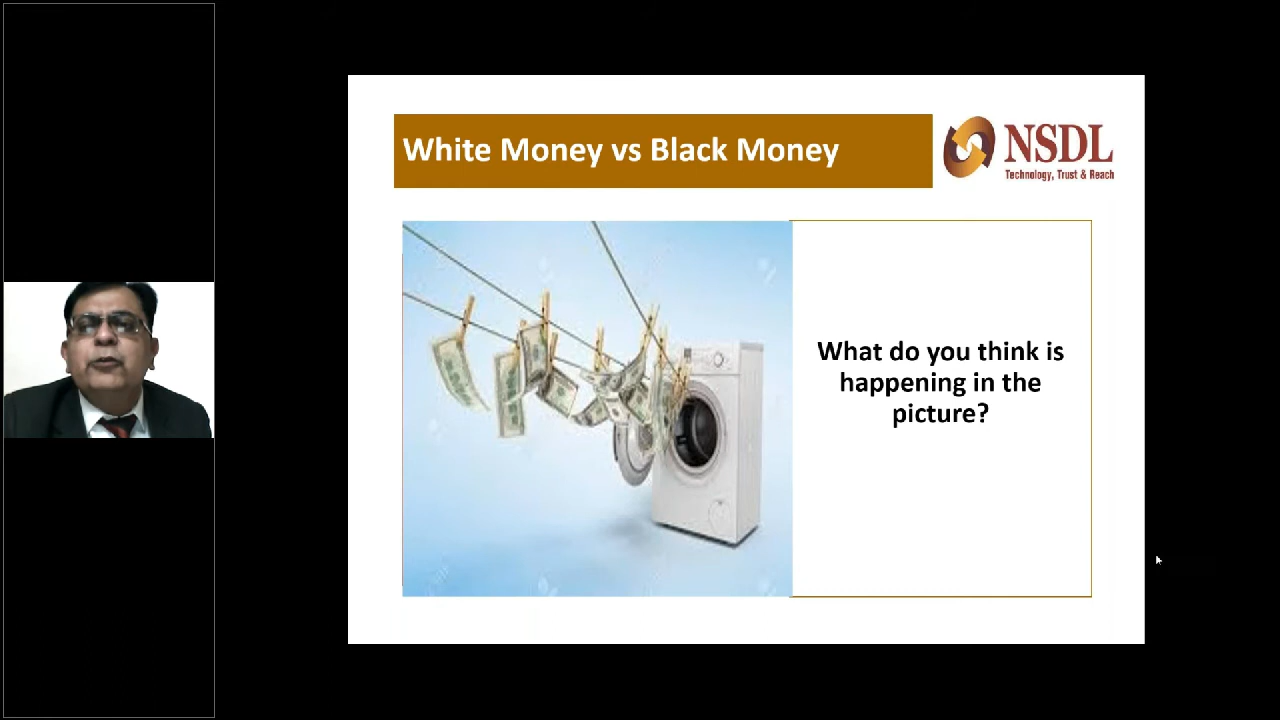 White Money vs Black Money
NSDL
Technology, Trust & Reach
What do you think is
happening in the
picture?